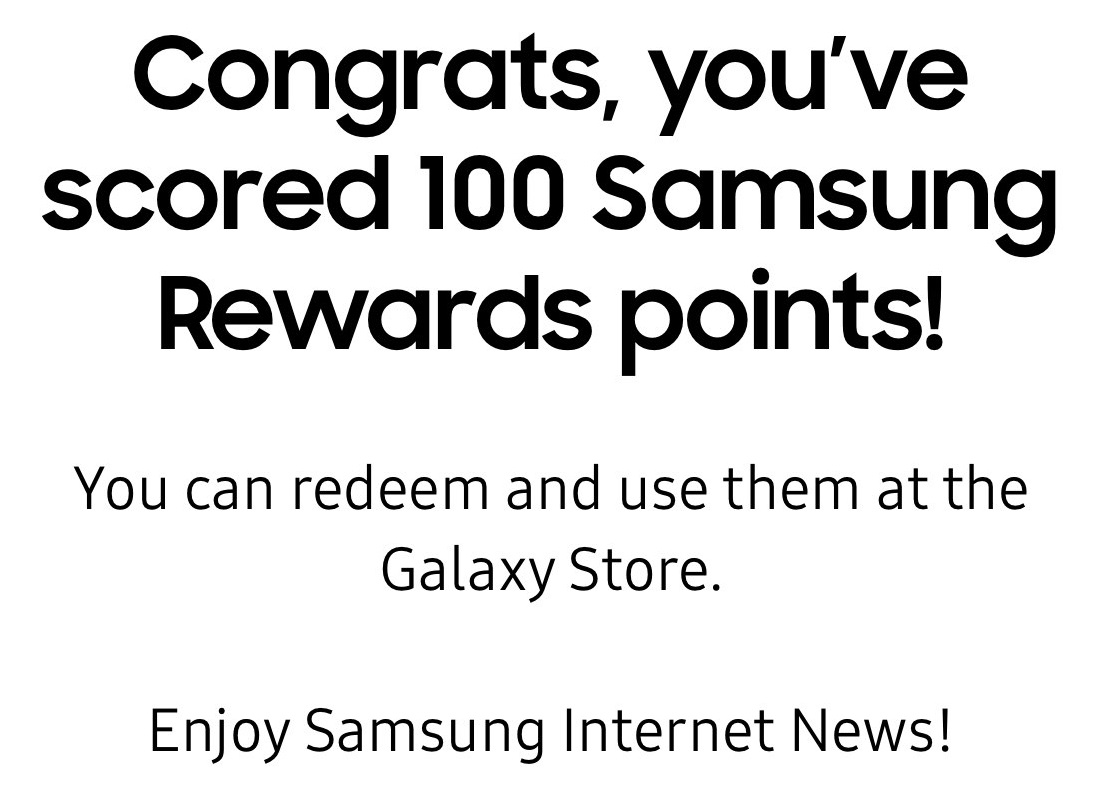 Congrats, you've
scored 100 Samsung
Rewards points!
You can redeem and use them at the
Galaxy Store.
Enjoy Samsung Internet News!